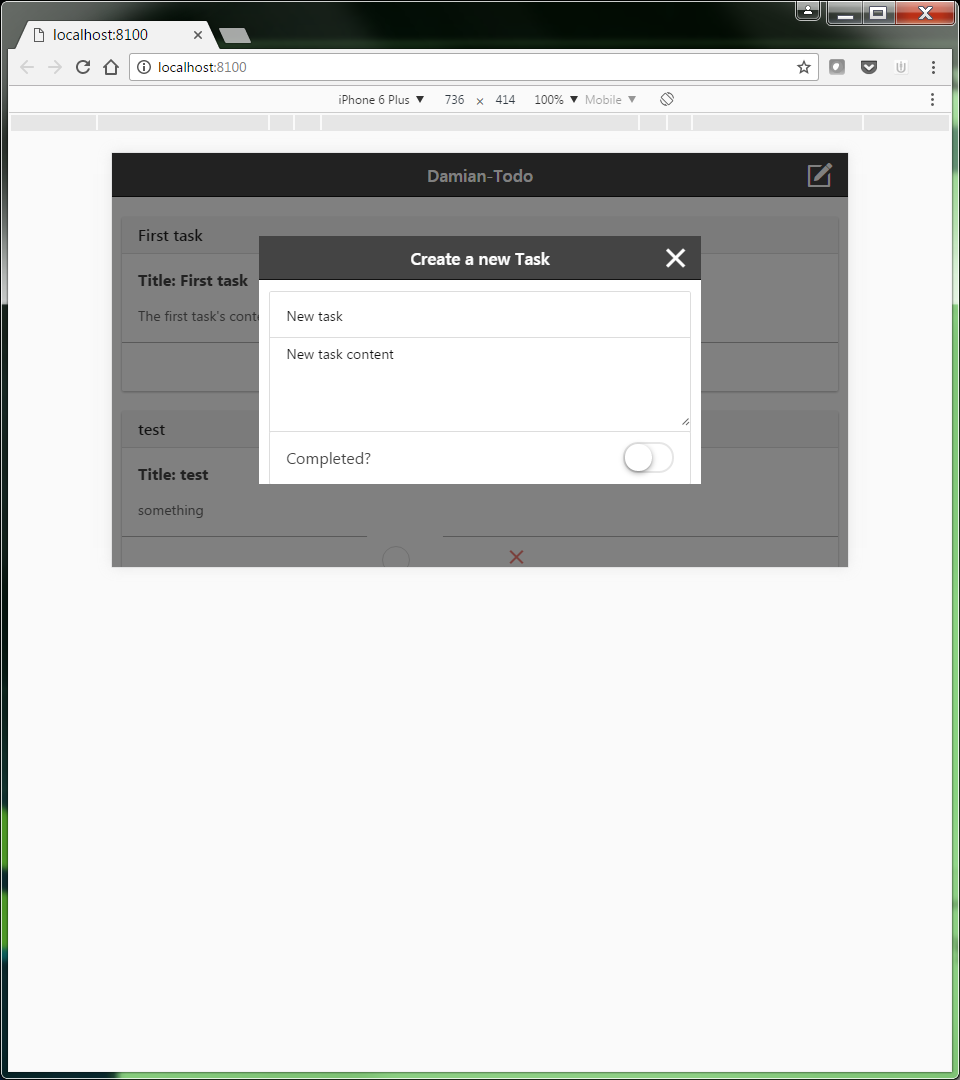 localhost:8100
localhost:8100
iPhone 6 Plus ▼ 736 × 414 100% ▼ Mobile ▼
Damian-Todo
First task
Title: First task
The first task's conte
Create a new Task
New task
New task content
Completed?
test
Title: test
something